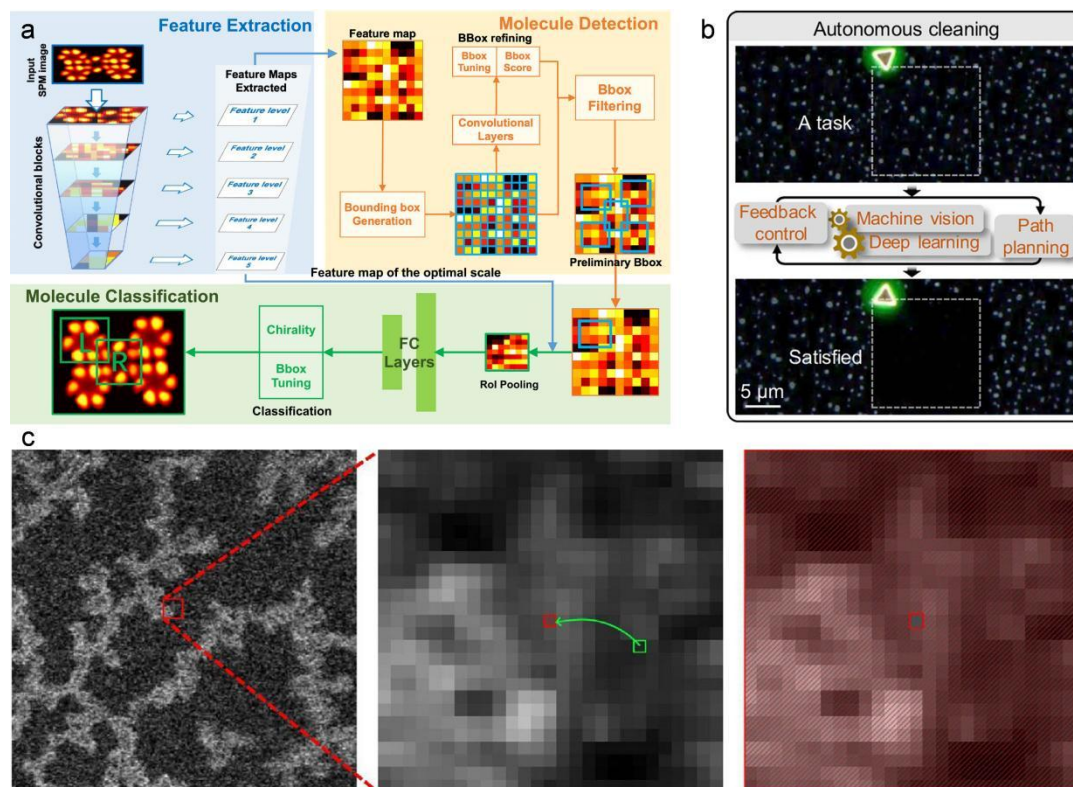 a
Feature Extraction
Input
SPM image
Convolutional blocks
Feature Maps
Extracted
Feature level
1
Feature level
2
Feature level
3
Feature level
4
Feature level
5
Molecule Detection
Feature map
BBox refining
Bbox
Tuning
Bbox
Score
Convolutional
Layers
Bounding box
Generation
Bbox
Filtering
Preliminary Bbox
Feature map of the optimal scale
Molecule Classification
L
R
Chirality
Bbox
Tuning
Classification
FC
Layers
RoI Pooling
b
Autonomous cleaning
A task
Feedback
control
Machine vision
Deep learning
Path
planning
Satisfied
5 μm
c